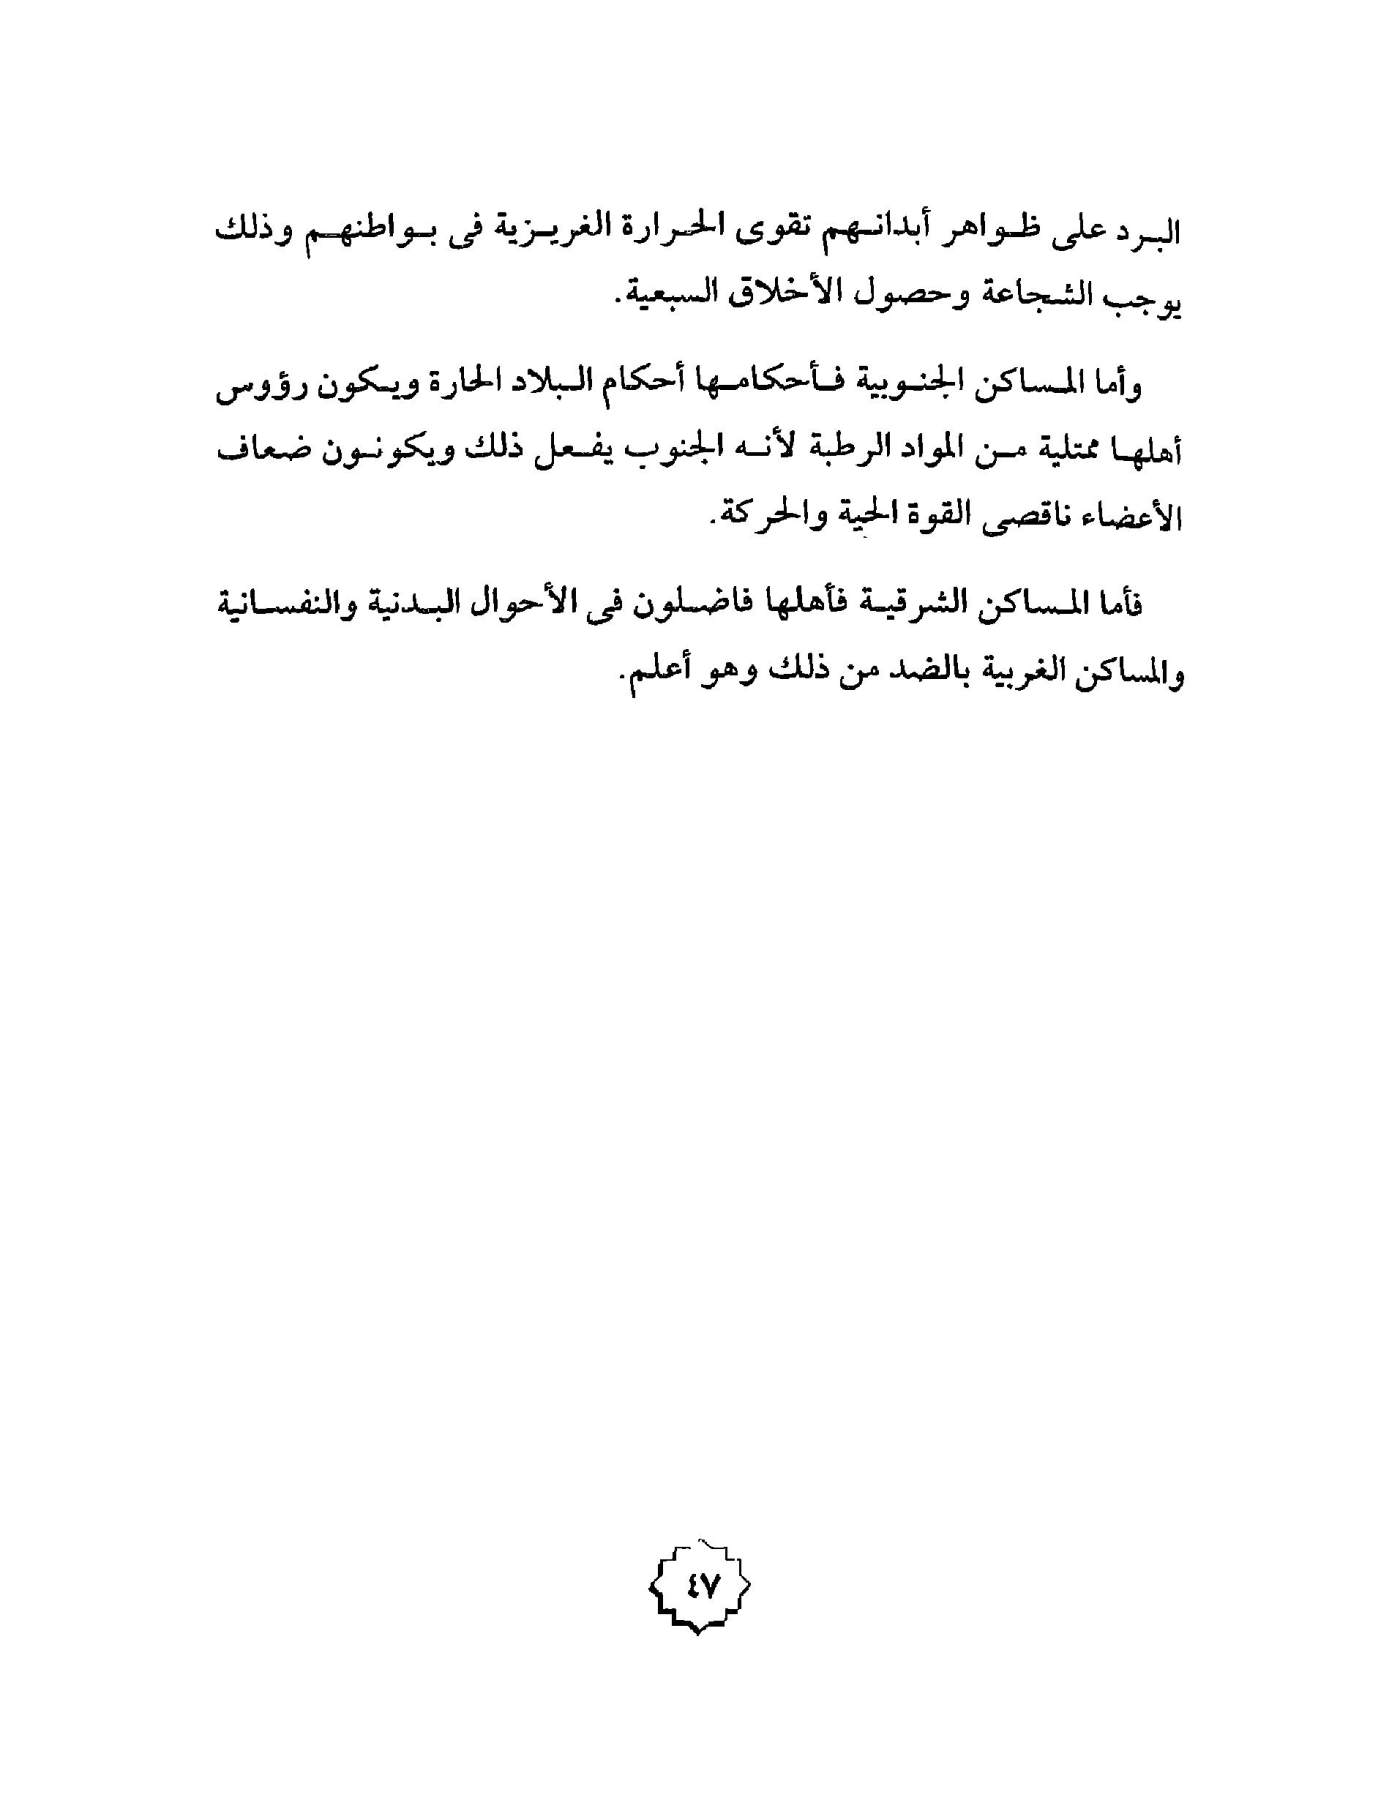 البرد على ظواهر أبدانهم تقوى الحرارة الغريزية فى بواطنهم وذلك
يوجب الشجاعة وحصول الأخلاق السبعية.
وأما المساكن الجنوبية فأحكامها أحكام البلاد الحارة ويكون رؤوس
أهلها ممتلية من المواد الرطبة لأنه الجنوب يفعل ذلك ويكونون ضعاف
الأعضاء ناقصى القوة الحية والحركة.
فأما المساكن الشرقية فأهلها فاضلون فى الأحوال البدنية والنفسانية
والمساكن الغربية بالضد من ذلك وهو أعلم.
٤٧